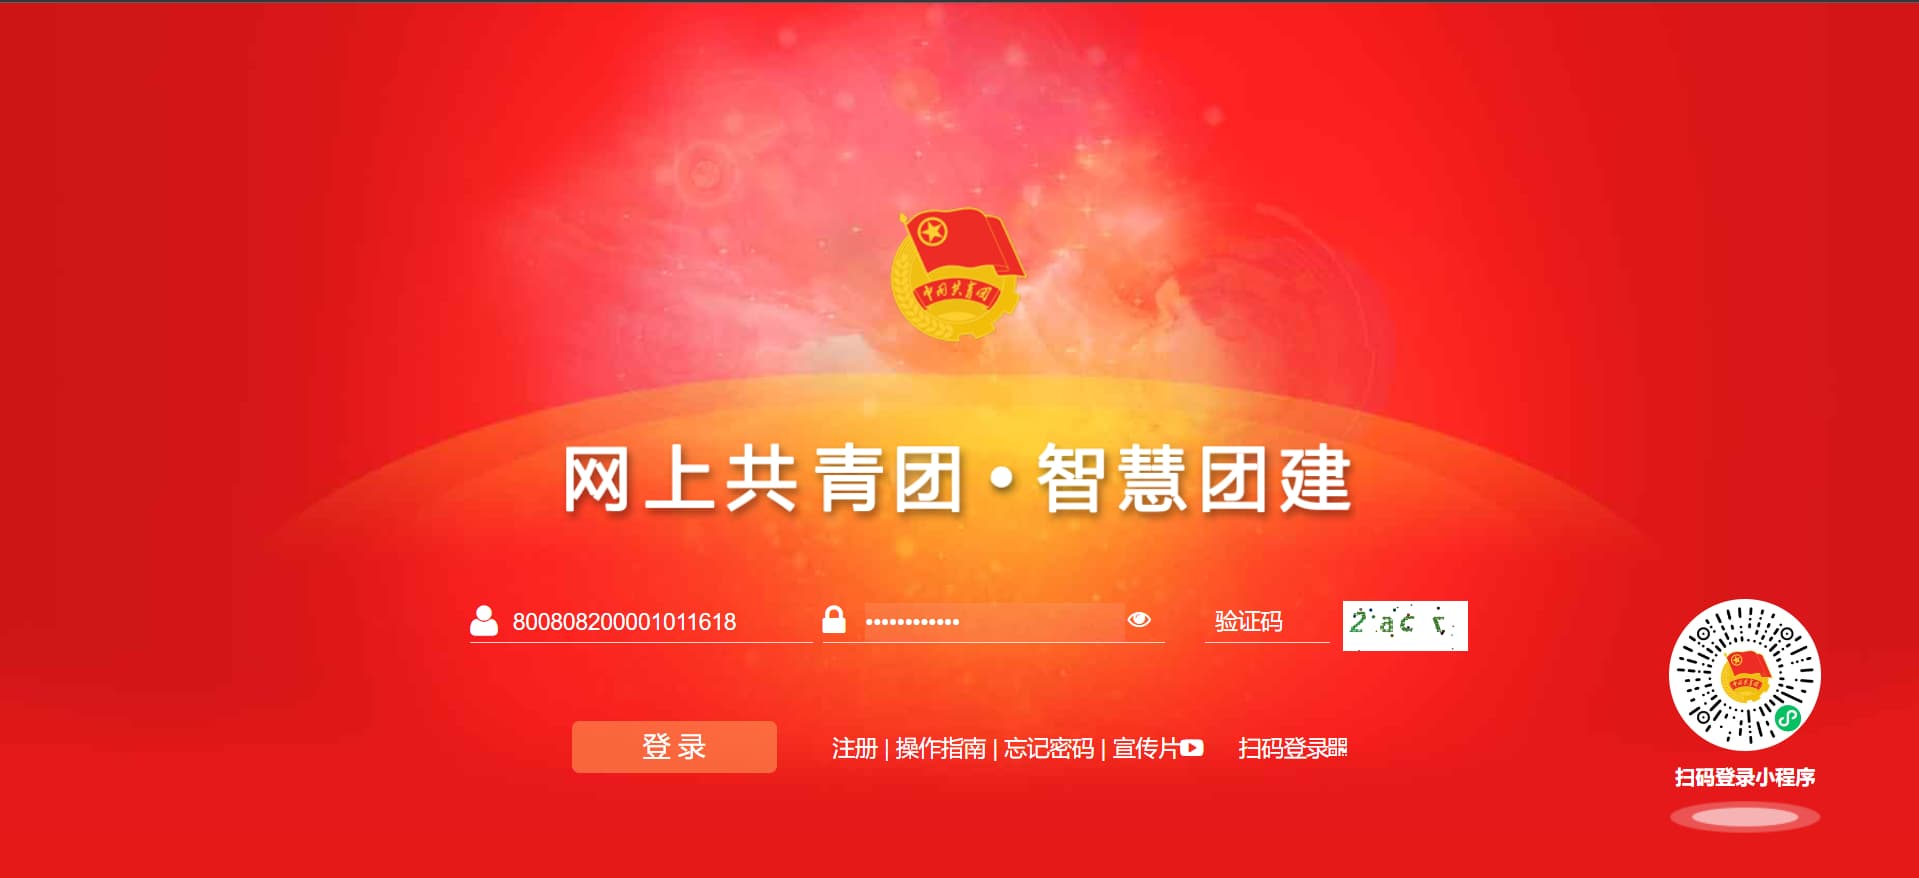 中国共青团
网上共青团·智慧团建
800808200001011618 •••••••••••• 验证码
登录 注册 | 操作指南 | 忘记密码 | 宣传片 扫码登录
扫码登录小程序